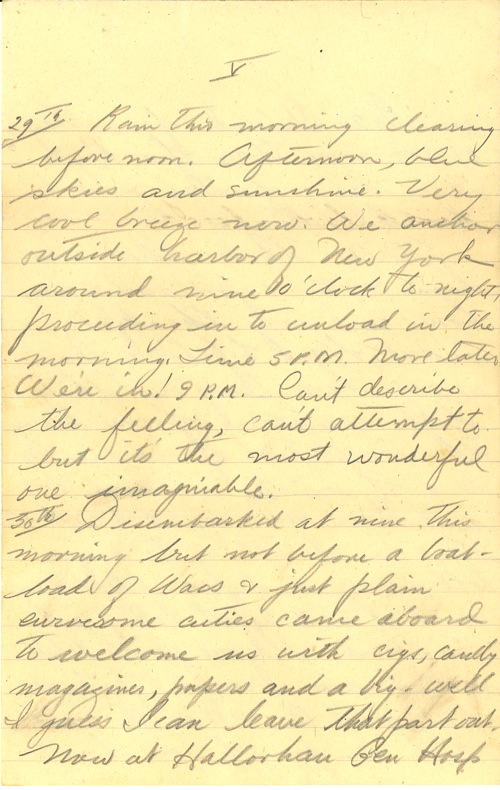 V
29th Rain this morning clearing
before noon. Afternoon, blue
skies and sunshine. Very
cool breeze now. We anchor
outside harbor of New York
around nine o'clock to-night,
proceeding in to unload in the
morning. Time 5 P.M. More later
We're in! 9 P.M. Can't describe
the feeling, can't attempt to
but it's the most wonderful
one imaginable.
30th Disembarked at nine this
morning but not before a boat-
load of Wacs & just plain
curvesome cuties came aboard
to welcome us with cigs, candy
magazines, papers and a big - well
I guess I can leave that part out.
Now at Hallorhan Gen Hosp